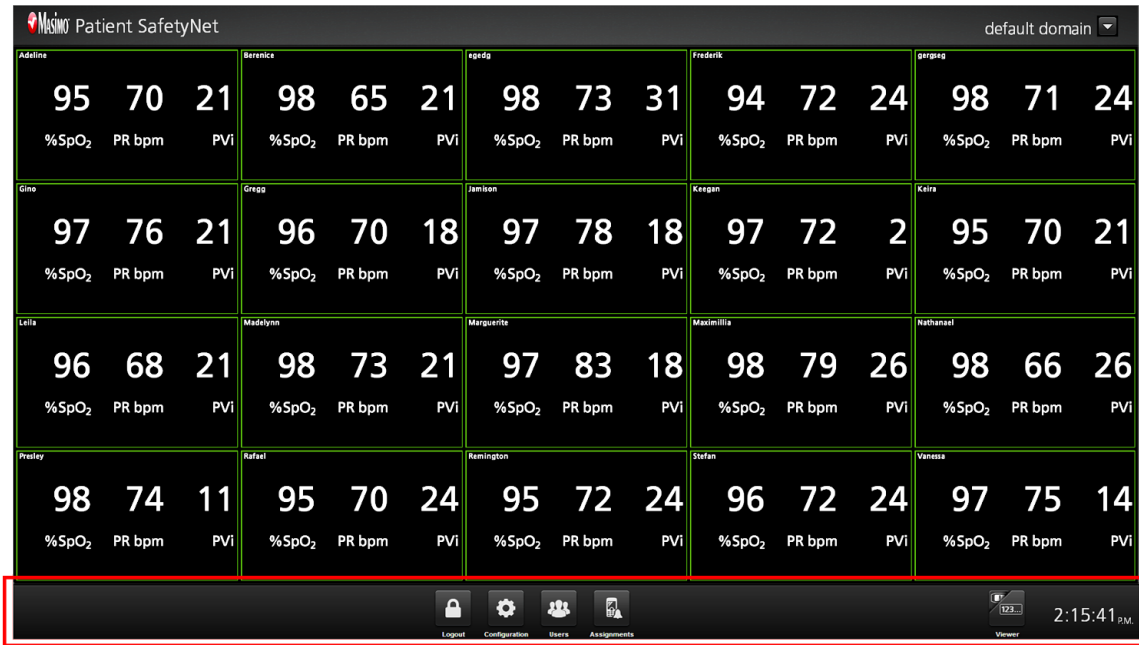 Masimo Patient SafetyNet default domain
Adeline Berenice egedg Frederik gergseg
95 70 21 98 65 21 98 73 31 94 72 24 98 71 24
%SpO₂ PR bpm PVi %SpO₂ PR bpm PVi %SpO₂ PR bpm PVi %SpO₂ PR bpm PVi %SpO₂ PR bpm PVi
Gino Gregg Jamison Keegan Keira
97 76 21 96 70 18 97 78 18 97 72 2 95 70 21
%SpO₂ PR bpm PVi %SpO₂ PR bpm PVi %SpO₂ PR bpm PVi %SpO₂ PR bpm PVi %SpO₂ PR bpm PVi
Leila Madelynn Marguerite Maximillia Nathanael
96 68 21 98 73 21 97 83 18 98 79 26 98 66 26
%SpO₂ PR bpm PVi %SpO₂ PR bpm PVi %SpO₂ PR bpm PVi %SpO₂ PR bpm PVi %SpO₂ PR bpm PVi
Presley Rafael Remington Stefan Vanessa
98 74 11 95 70 24 95 72 24 96 72 24 97 75 14
%SpO₂ PR bpm PVi %SpO₂ PR bpm PVi %SpO₂ PR bpm PVi %SpO₂ PR bpm PVi %SpO₂ PR bpm PVi
123... 2:15:41 P.M.
Logout Configuration Users Assignments Viewer